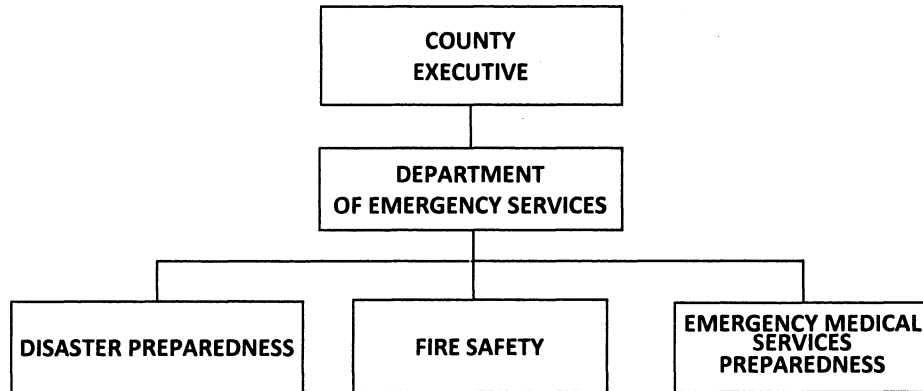 COUNTY
EXECUTIVE
DEPARTMENT
OF EMERGENCY SERVICES
DISASTER PREPAREDNESS
FIRE SAFETY
EMERGENCY MEDICAL
SERVICES
PREPAREDNESS